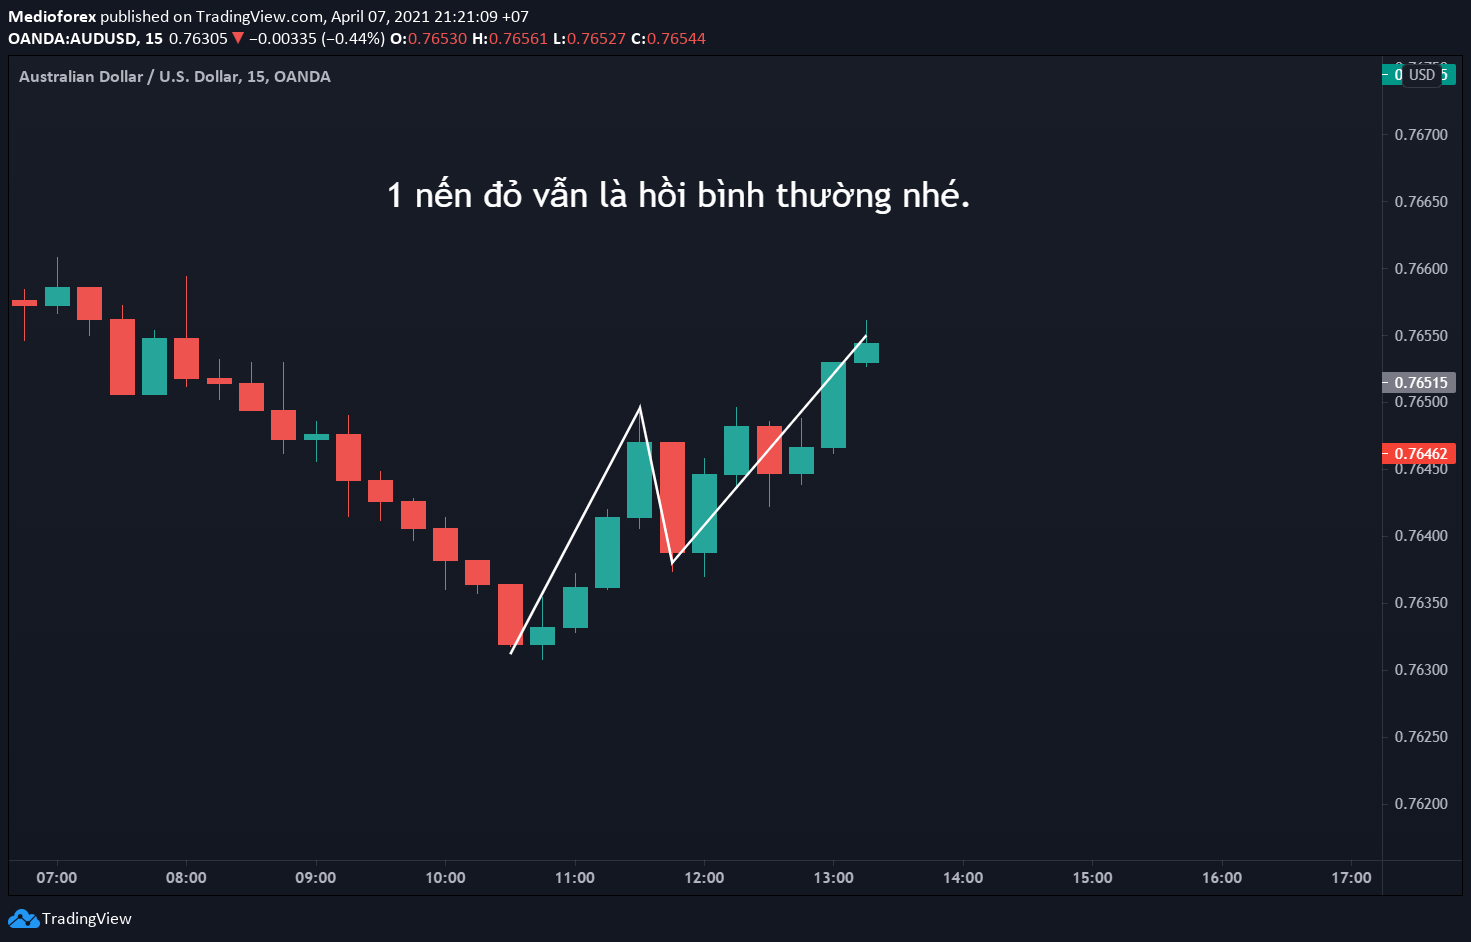 Medioforex published on TradingView.com, April 07, 2021 21:21:09 +07
OANDA:AUDUSD, 15 0.76305 ▼ −0.00335 (−0.44%) O:0.76530 H:0.76561 L:0.76527 C:0.76544
Australian Dollar / U.S. Dollar, 15, OANDA
USD
0.76700
1 nến đỏ vẫn là hồi bình thường nhé.
0.76650
0.76600
0.76550
0.76515
0.76500
0.76462
0.76450
0.76400
0.76350
0.76300
0.76250
0.76200
07:00 08:00 09:00 10:00 11:00 12:00 13:00 14:00 15:00 16:00 17:00
TradingView